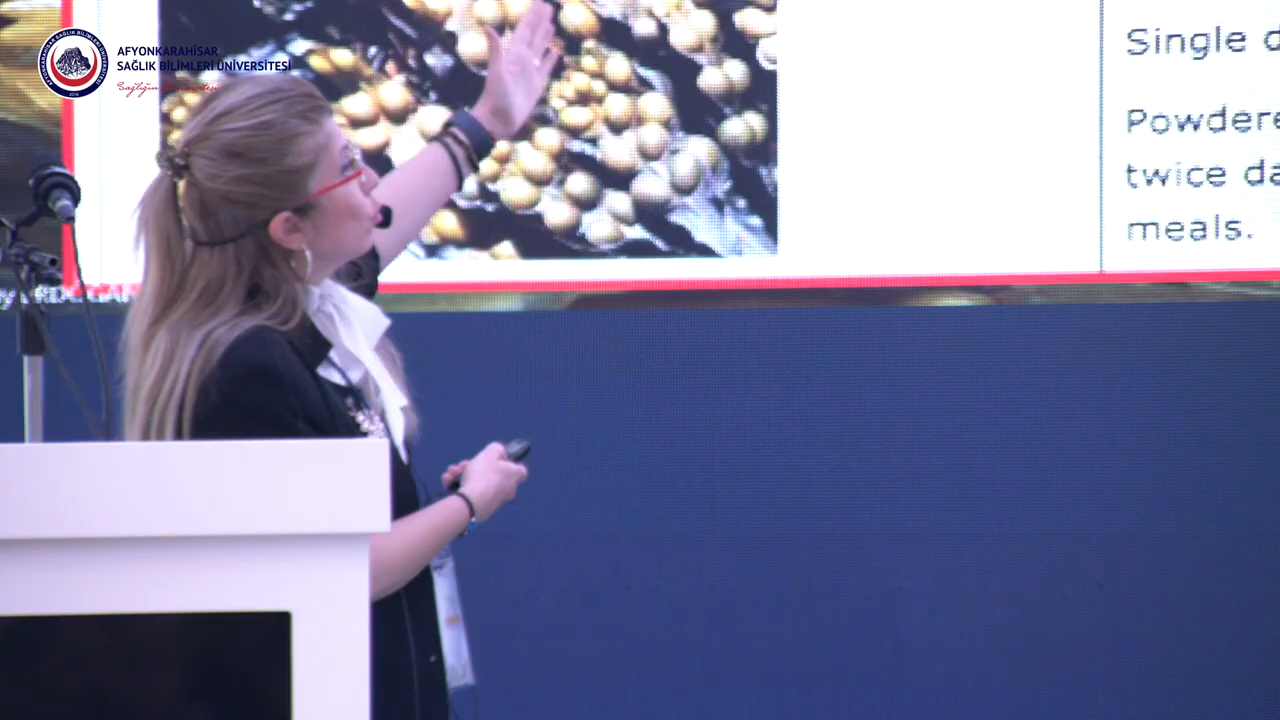 AFYONKARAHİSAR
SAĞLIK BİLİMLERİ ÜNİVERSİTESİ
Single d
Powdere
twice da
meals.